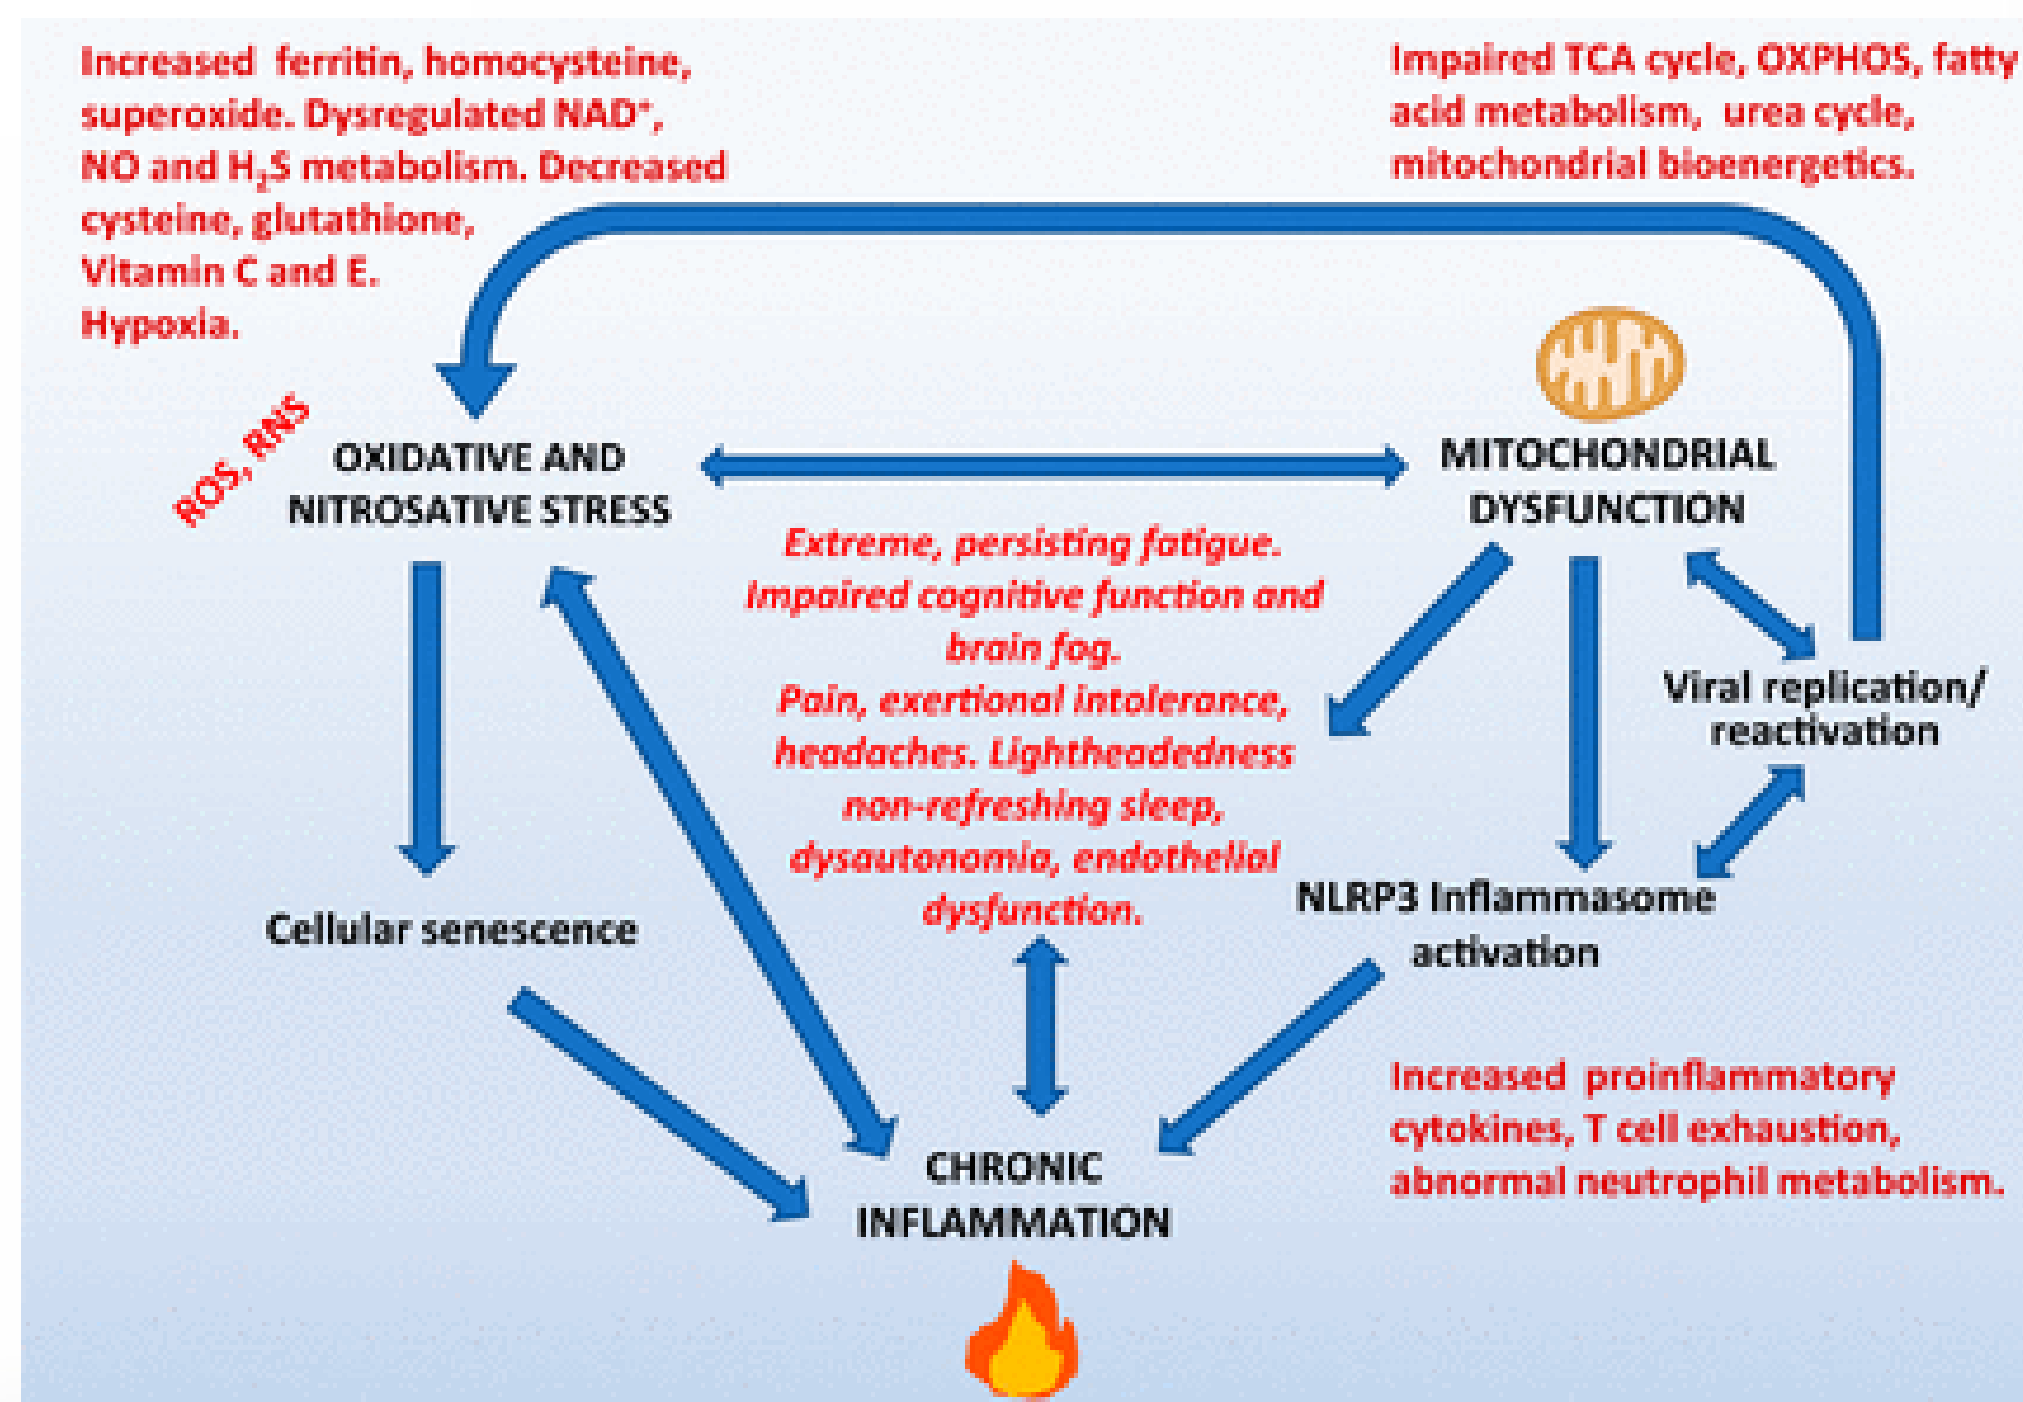 Increased ferritin, homocysteine,
superoxide. Dysregulated NAD⁺,
NO and H₂S metabolism. Decreased
cysteine, glutathione,
Vitamin C and E.
Hypoxia.
Impaired TCA cycle, OXPHOS, fatty
acid metabolism, urea cycle,
mitochondrial bioenergetics.
ROS, RNS
OXIDATIVE AND
NITROSATIVE STRESS
MITOCHONDRIAL
DYSFUNCTION
Extreme, persisting fatigue.
Impaired cognitive function and
brain fog.
Pain, exertional intolerance,
headaches. Lightheadedness
non-refreshing sleep,
dysautonomia, endothelial
dysfunction.
Viral replication/
reactivation
Cellular senescence
NLRP3 Inflammasome
activation
Increased proinflammatory
cytokines, T cell exhaustion,
abnormal neutrophil metabolism.
CHRONIC
INFLAMMATION